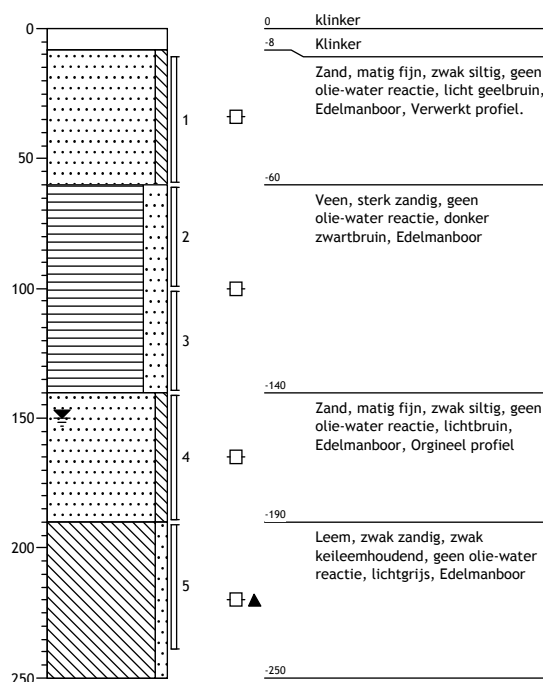 0
50
100
150
200
250
1
2
3
4
5
0 klinker
-8 Klinker
Zand, matig fijn, zwak siltig, geen
olie-water reactie, licht geelbruin,
Edelmanboor, Verwerkt profiel.
-60
Veen, sterk zandig, geen
olie-water reactie, donker
zwartbruin, Edelmanboor
-140
Zand, matig fijn, zwak siltig, geen
olie-water reactie, lichtbruin,
Edelmanboor, Orgineel profiel
-190
Leem, zwak zandig, zwak
keileemhoudend, geen olie-water
reactie, lichtgrijs, Edelmanboor
-250